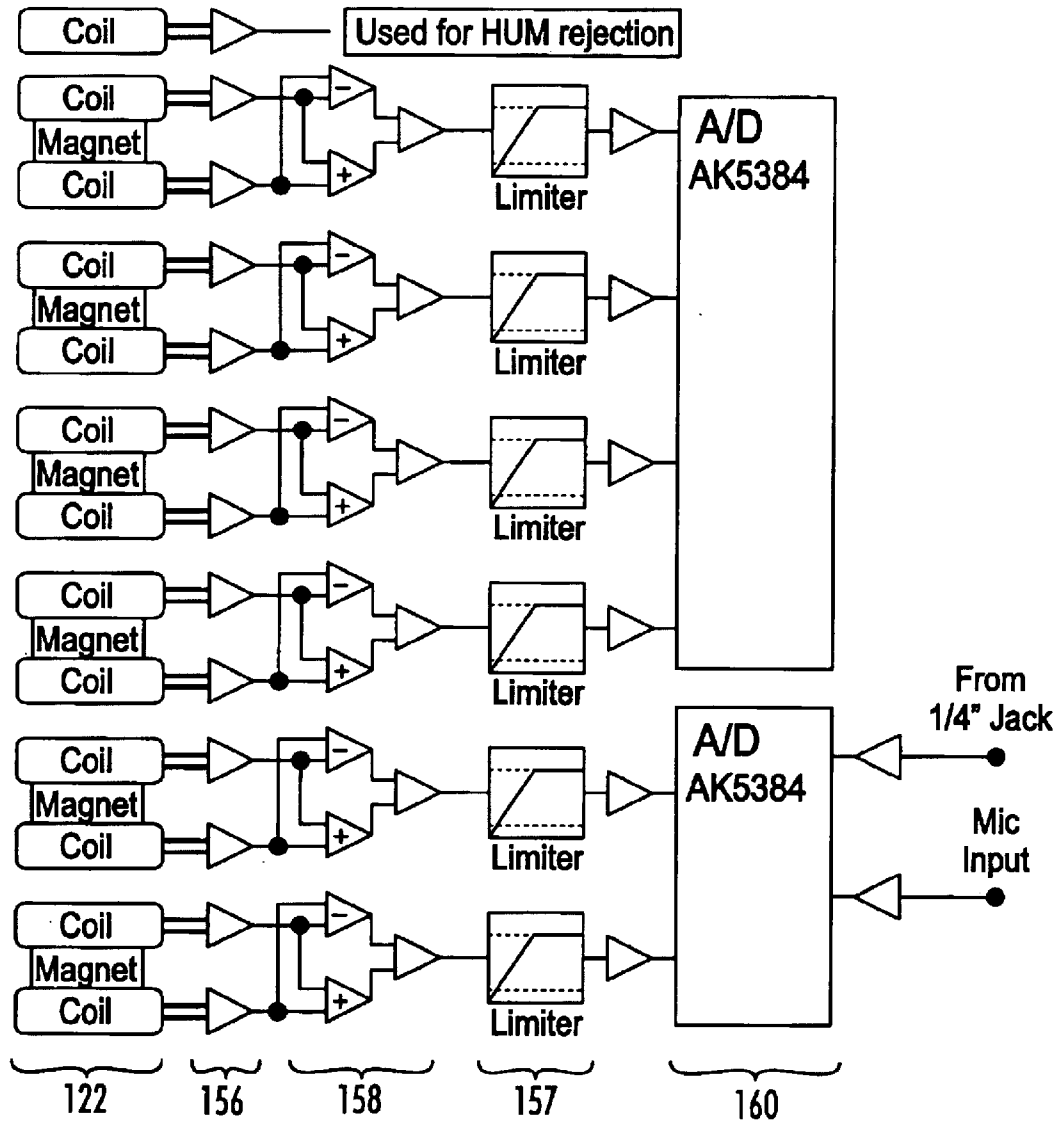 Coil
Used for HUM rejection
Coil
Magnet
Coil
−
+
Limiter
A/D
AK5384
Coil
Magnet
Coil
−
+
Limiter
Coil
Magnet
Coil
−
+
Limiter
Coil
Magnet
Coil
−
+
Limiter
From
1/4" Jack
Coil
Magnet
Coil
−
+
Limiter
A/D
AK5384
Mic
Input
Coil
Magnet
Coil
−
+
Limiter
122
156
158
157
160